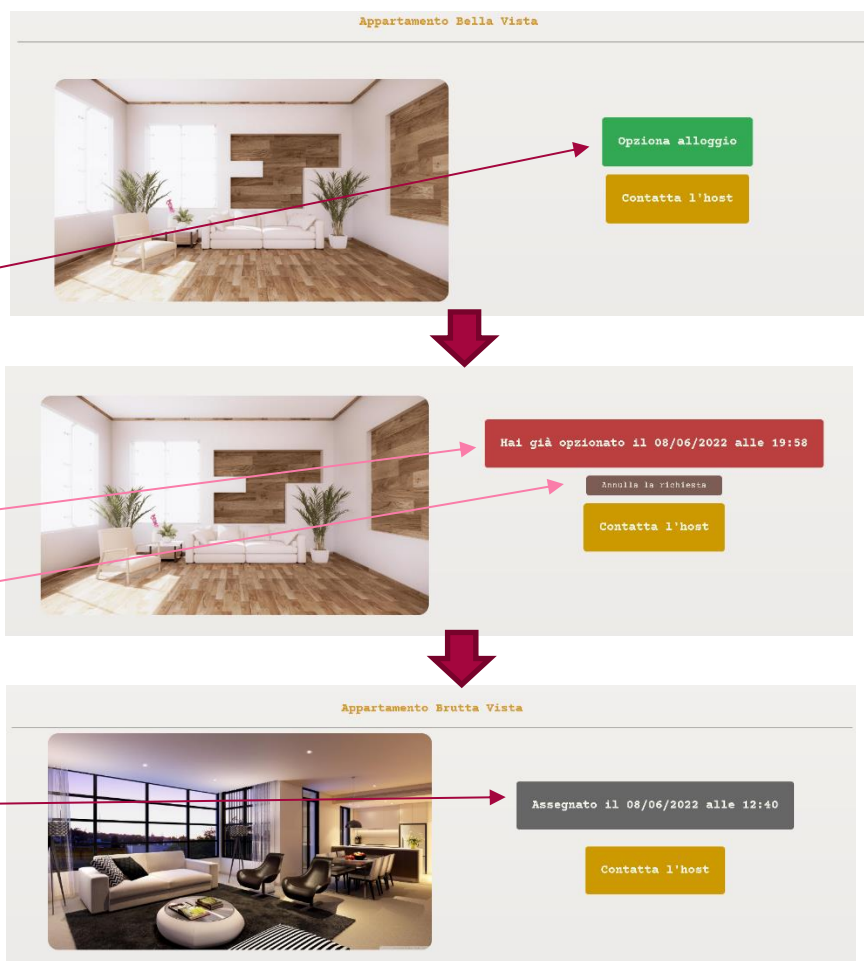 Appartamento Bella Vista
Opziona alloggio
Contatta l'host
Hai già opzionato il 08/06/2022 alle 19:58
Annulla la richiesta
Contatta l'host
Appartamento Brutta Vista
Assegnato il 08/06/2022 alle 12:40
Contatta l'host